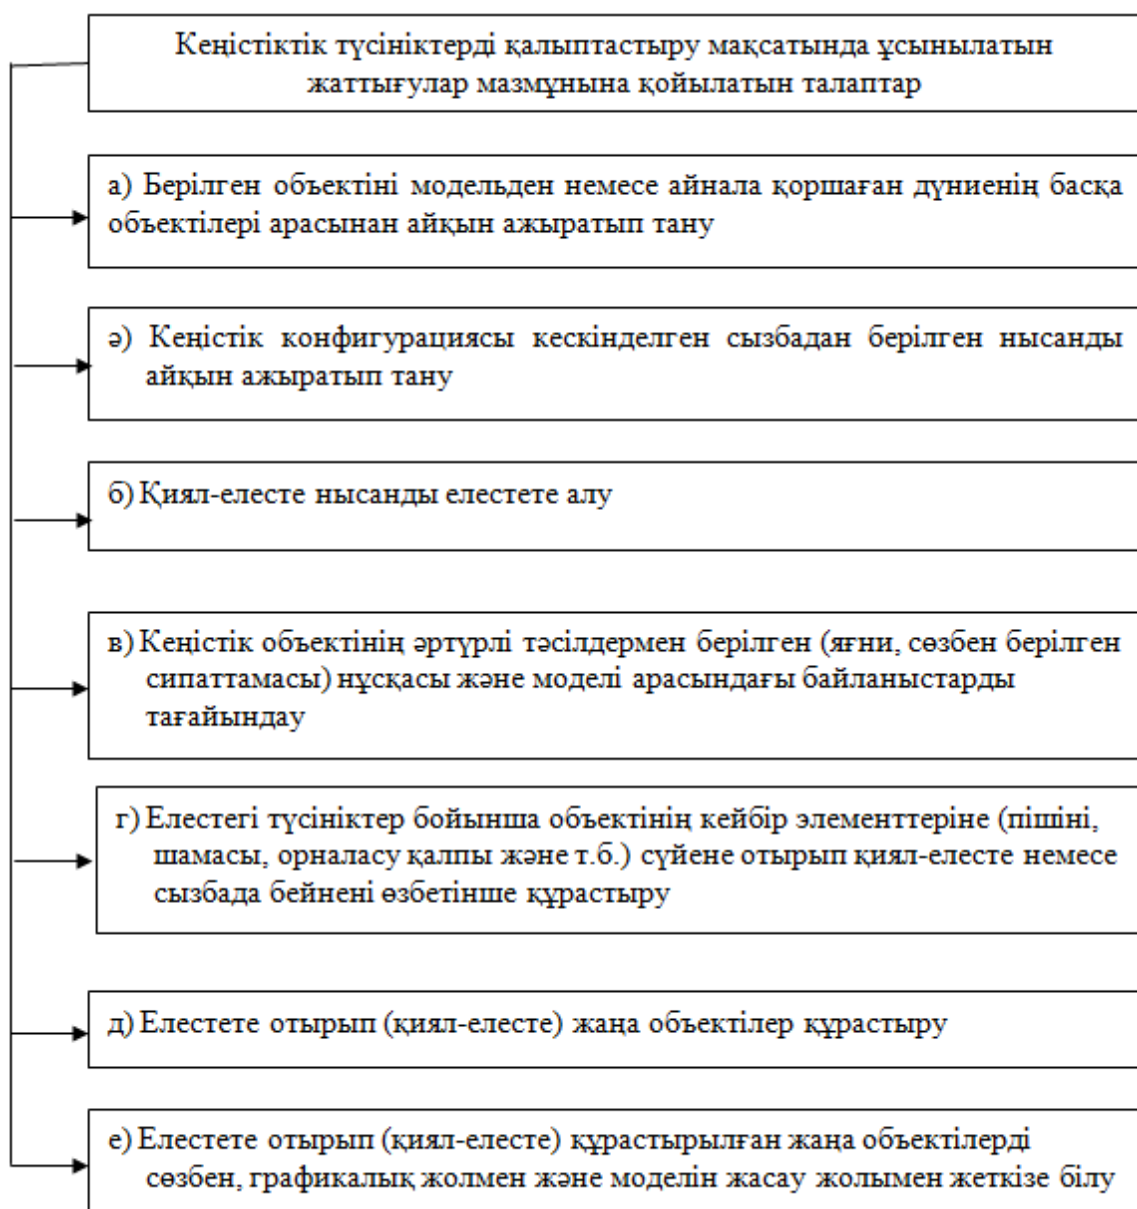 Кеңістіктік түсініктерді қалыптастыру мақсатында ұсынылатын
жаттығулар мазмұнына қойылатын талаптар
а) Берілген объектіні модельден немесе айнала қоршаған дүниенің басқа
объектілері арасынан айқын ажыратып тану
ә) Кеңістік конфигурациясы кескінделген сызбадан берілген нысанды
айқын ажыратып тану
б) Қиял-елесте нысанды елестете алу
в) Кеңістік объектінің әртүрлі тәсілдермен берілген (яғни, сөзбен берілген
сипаттамасы) нұсқасы және моделі арасындағы байланыстарды
тағайындау
г) Елестегі түсініктер бойынша объектінің кейбір элементтеріне (пішіні,
шамасы, орналасу қалпы және т.б.) сүйене отырып қиял-елесте немесе
сызбада бейнені өзбетінше құрастыру
д) Елестете отырып (қиял-елесте) жаңа объектілер құрастыру
е) Елестете отырып (қиял-елесте) құрастырылған жаңа объектілерді
сөзбен, графикалық жолмен және моделін жасау жолымен жеткізе білу